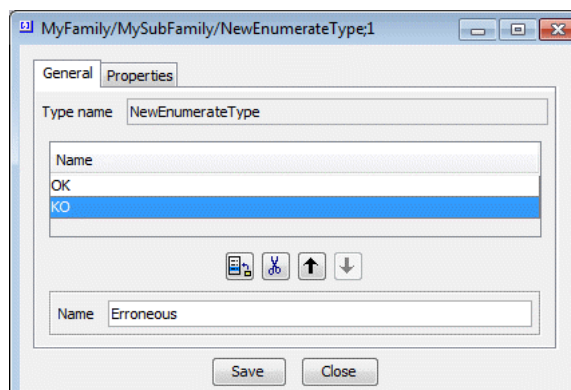 MyFamily/MySubFamily/NewEnumerateType;1
General Properties
Type name NewEnumerateType
Name
OK
KO
Name Erroneous
Save Close